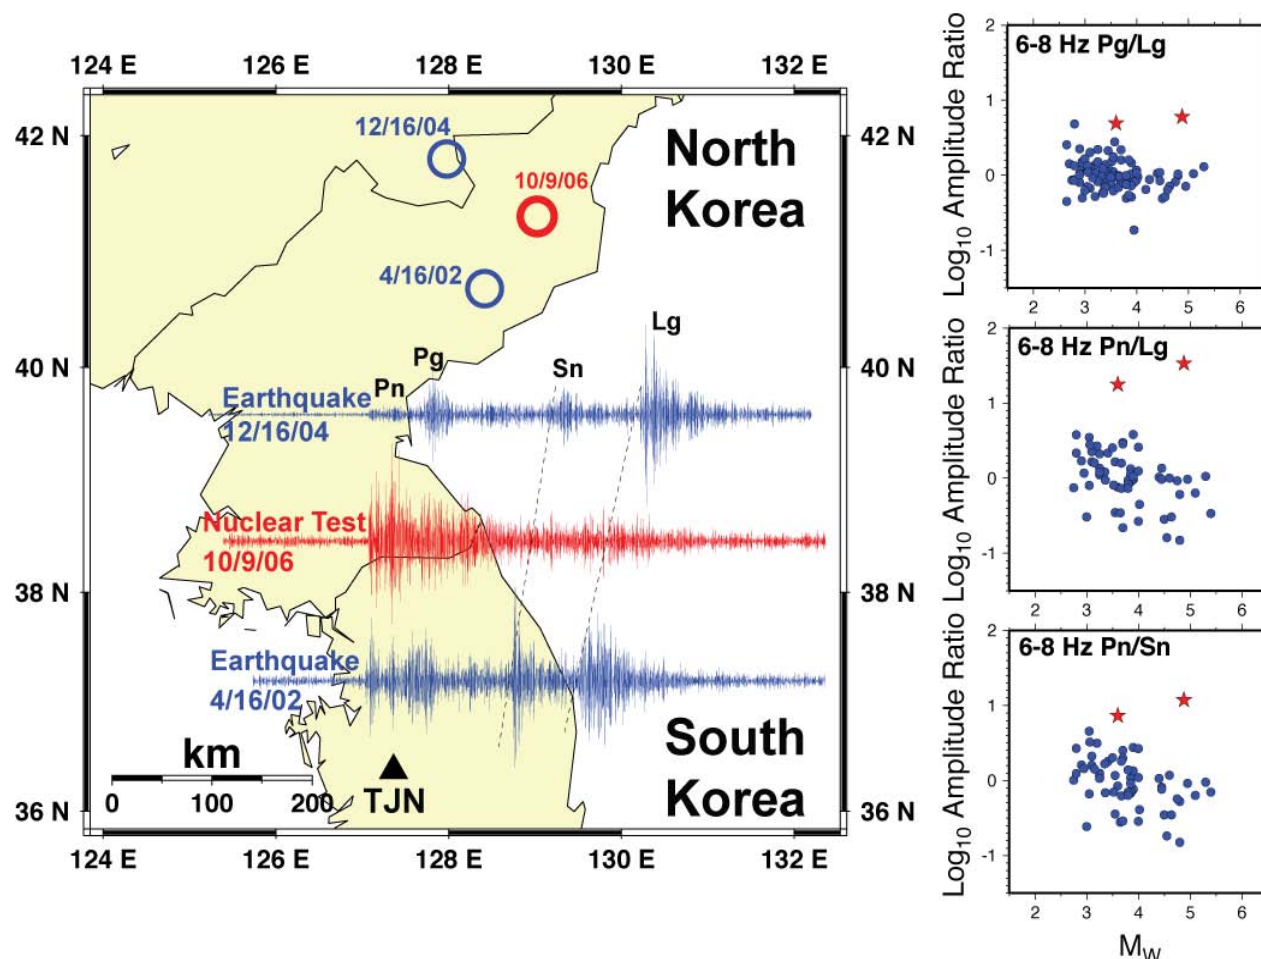 124 E 126 E 128 E 130 E 132 E
42 N
42 N
12/16/04
North
Korea
10/9/06
4/16/02
Lg
40 N
40 N
Pg
Sn
Pn
Earthquake
12/16/04
Nuclear Test
10/9/06
38 N
38 N
Earthquake
4/16/02
South
Korea
km
0 100 200
TJN
36 N
36 N
124 E 126 E 128 E 130 E 132 E
Log10 Amplitude Ratio
6-8 Hz Pg/Lg
2
1
0
-1
2 3 4 5 6
Log10 Amplitude Ratio
6-8 Hz Pn/Lg
2
1
0
-1
2 3 4 5 6
Log10 Amplitude Ratio
6-8 Hz Pn/Sn
2
1
0
-1
2 3 4 5 6
MW